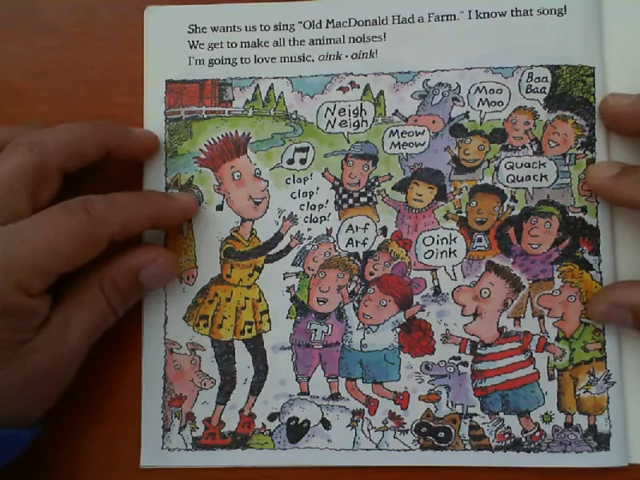 She wants us to sing "Old MacDonald Had a Farm." I know that song!
We get to make all the animal noises!
I'm going to love music, oink • oink!
Neigh
Neigh
Meow
Meow
Moo
Moo
Baa
Baa
clap!
clap!
clap!
clap!
Quack
Quack
Arf
Arf
Oink
Oink
A
T